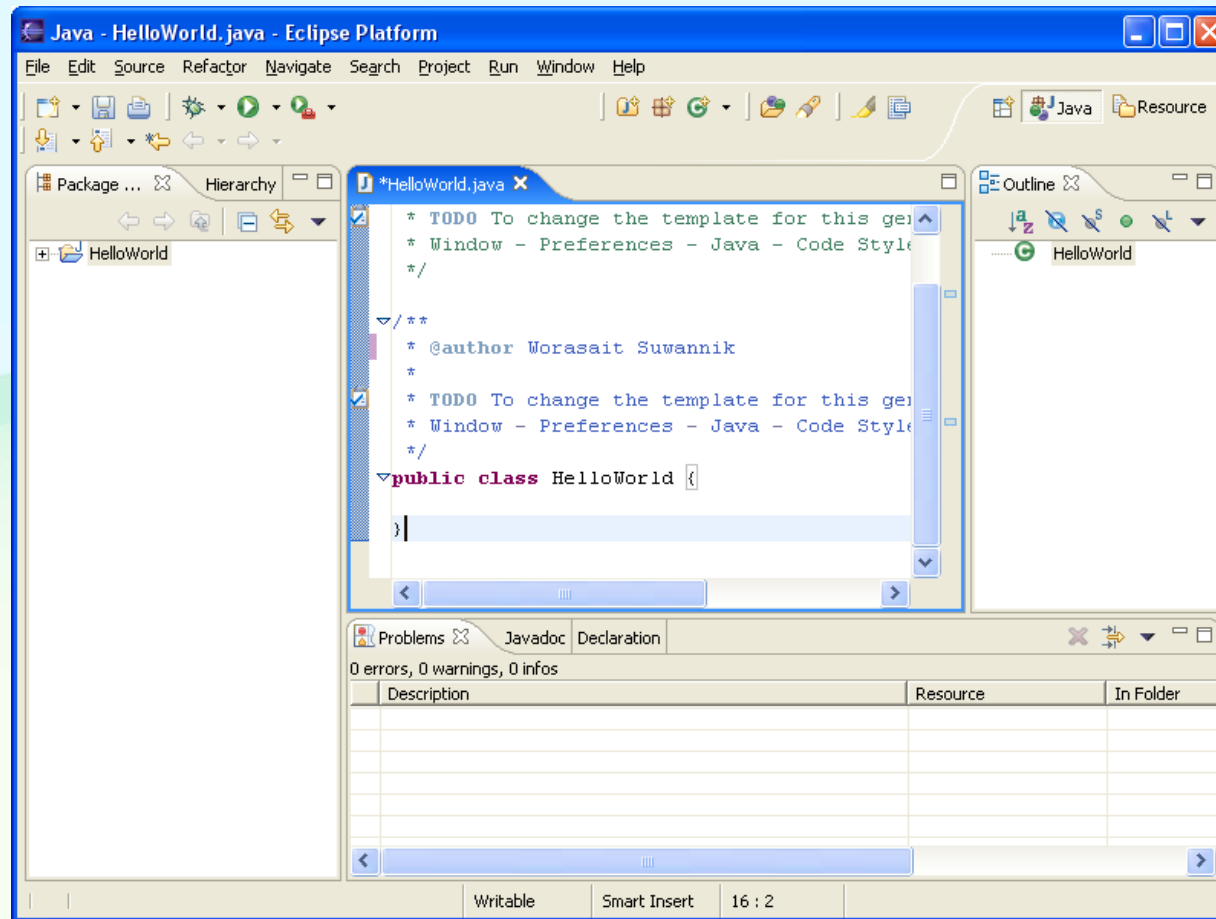 Java - HelloWorld.java - Eclipse Platform
File Edit Source Refactor Navigate Search Project Run Window Help
Java Resource
Package ... Hierarchy
HelloWorld
*HelloWorld.java
* TODO To change the template for this ge
* Window - Preferences - Java - Code Style
*/
/**
* @author Worasait Suwannik
*
* TODO To change the template for this ge
* Window - Preferences - Java - Code Style
*/
public class HelloWorld {
}
Outline
HelloWorld
Problems Javadoc Declaration
0 errors, 0 warnings, 0 infos
Description Resource In Folder
Writable Smart Insert 16 : 2